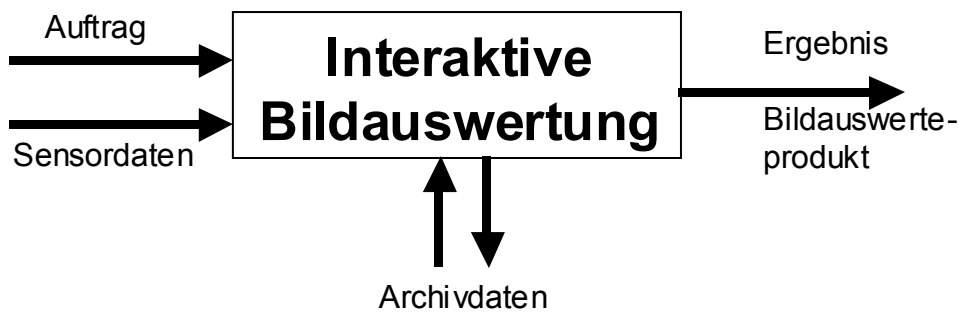 Auftrag
Sensordaten
Interaktive
Bildauswertung
Ergebnis
Bildauswerte-
produkt
Archivdaten